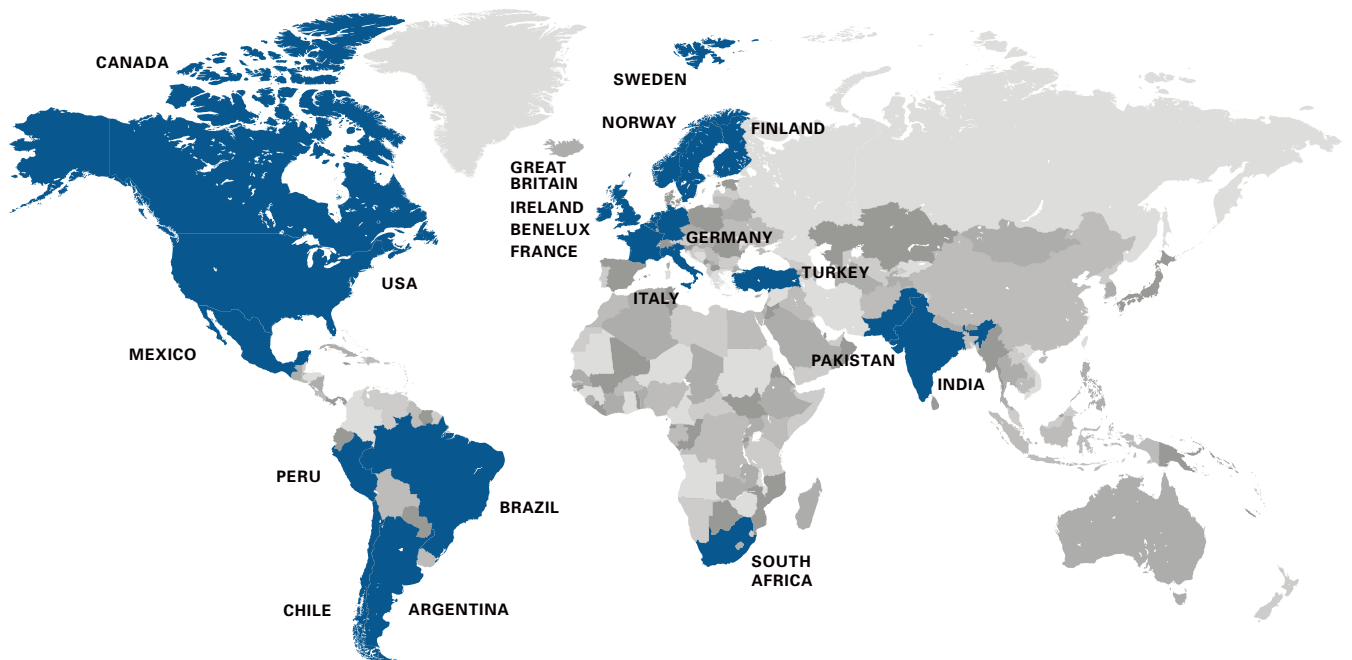 CANADA
SWEDEN
NORWAY
FINLAND
GREAT
BRITAIN
IRELAND
BENELUX
FRANCE
GERMANY
USA
TURKEY
ITALY
MEXICO
PAKISTAN
INDIA
PERU
BRAZIL
SOUTH
AFRICA
CHILE
ARGENTINA